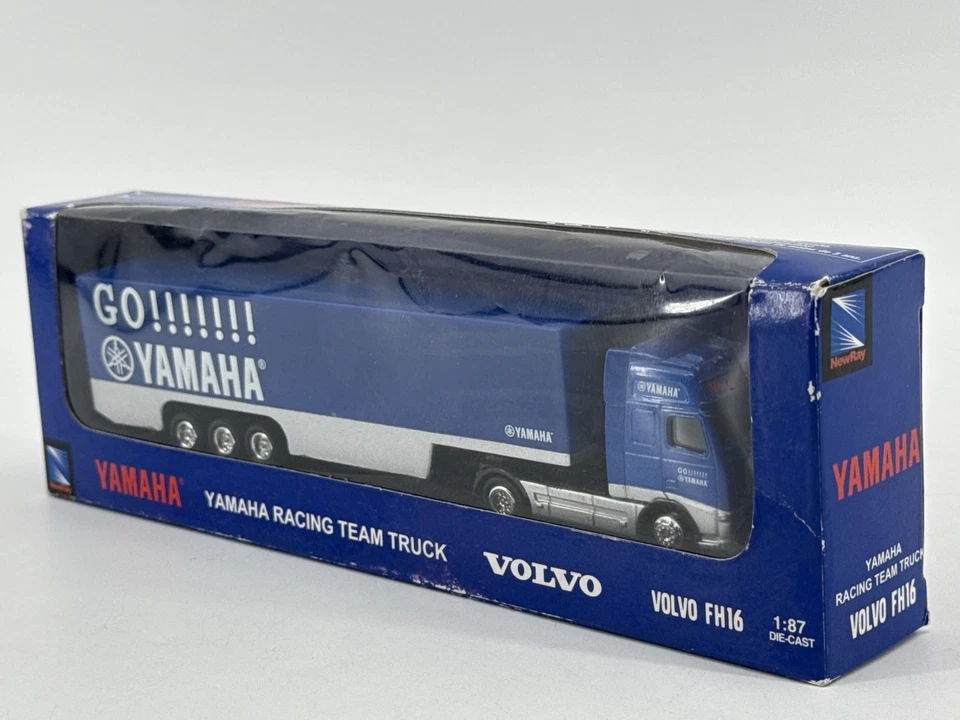 GO!!!!!!!
YAMAHA®
YAMAHA
YAMAHA
GO!!!!!!!
YAMAHA
NewRay
YAMAHA®
YAMAHA RACING TEAM TRUCK
VOLVO
VOLVO FH16
1:87
DIE-CAST
YAMAHA
YAMAHA
RACING TEAM TRUCK
VOLVO FH16